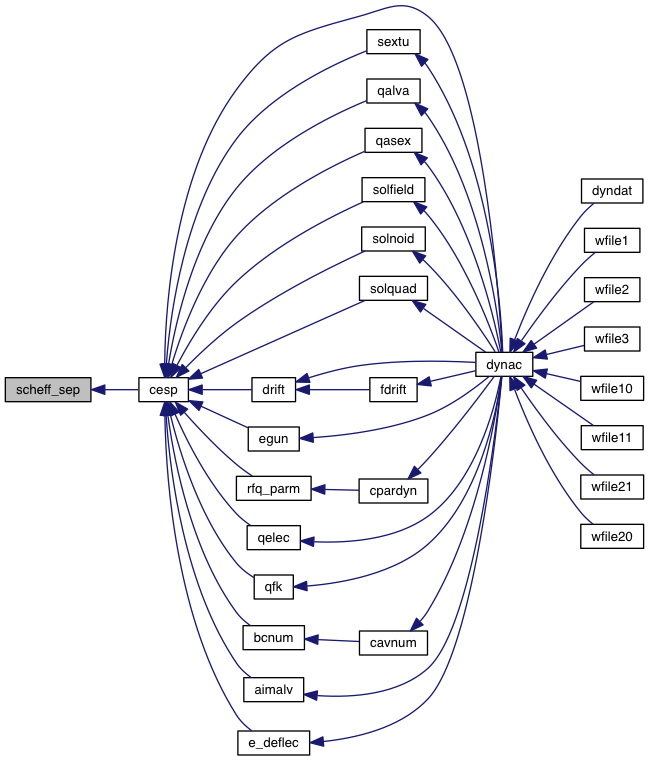 sextu
qalva
qasex
solfield
solnoid
solquad
scheff_sep
cesp
drift
fdrift
dynac
egun
rfq_parm
cpardyn
qelec
qfk
bcnum
cavnum
aimalv
e_deflec
dyndat
wfile1
wfile2
wfile3
wfile10
wfile11
wfile21
wfile20